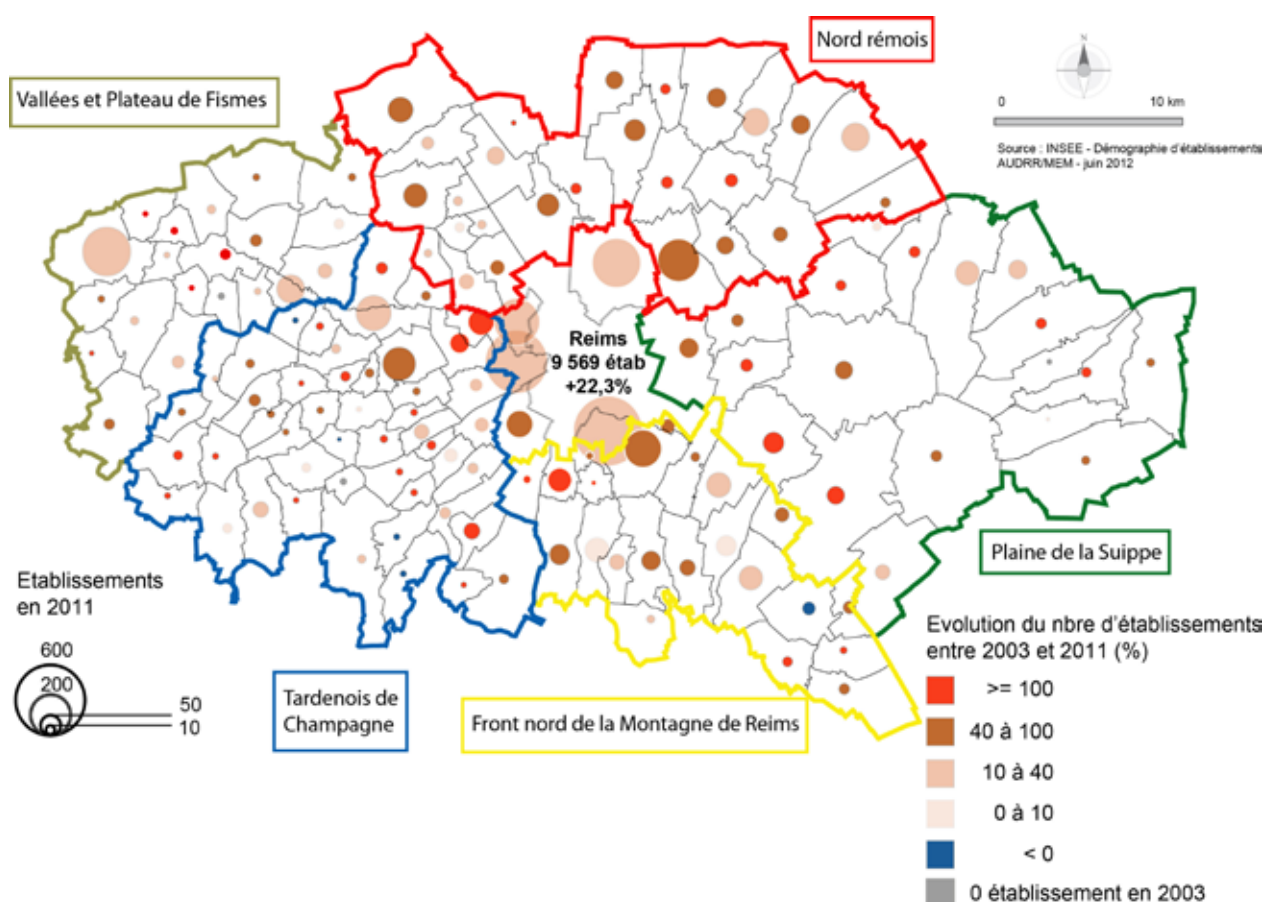 Nord rémois
Vallées et Plateau de Fismes
N
0 10 km
Source : INSEE - Démographie d'établissements
AUDRR/MEM - juin 2012
Reims
9 569 étab
+22,3%
Plaine de la Suippe
Etablissements
en 2011
600
200
50
10
Tardenois de
Champagne
Front nord de la Montagne de Reims
Evolution du nbre d'établissements
entre 2003 et 2011 (%)
>= 100
40 à 100
10 à 40
0 à 10
< 0
0 établissement en 2003